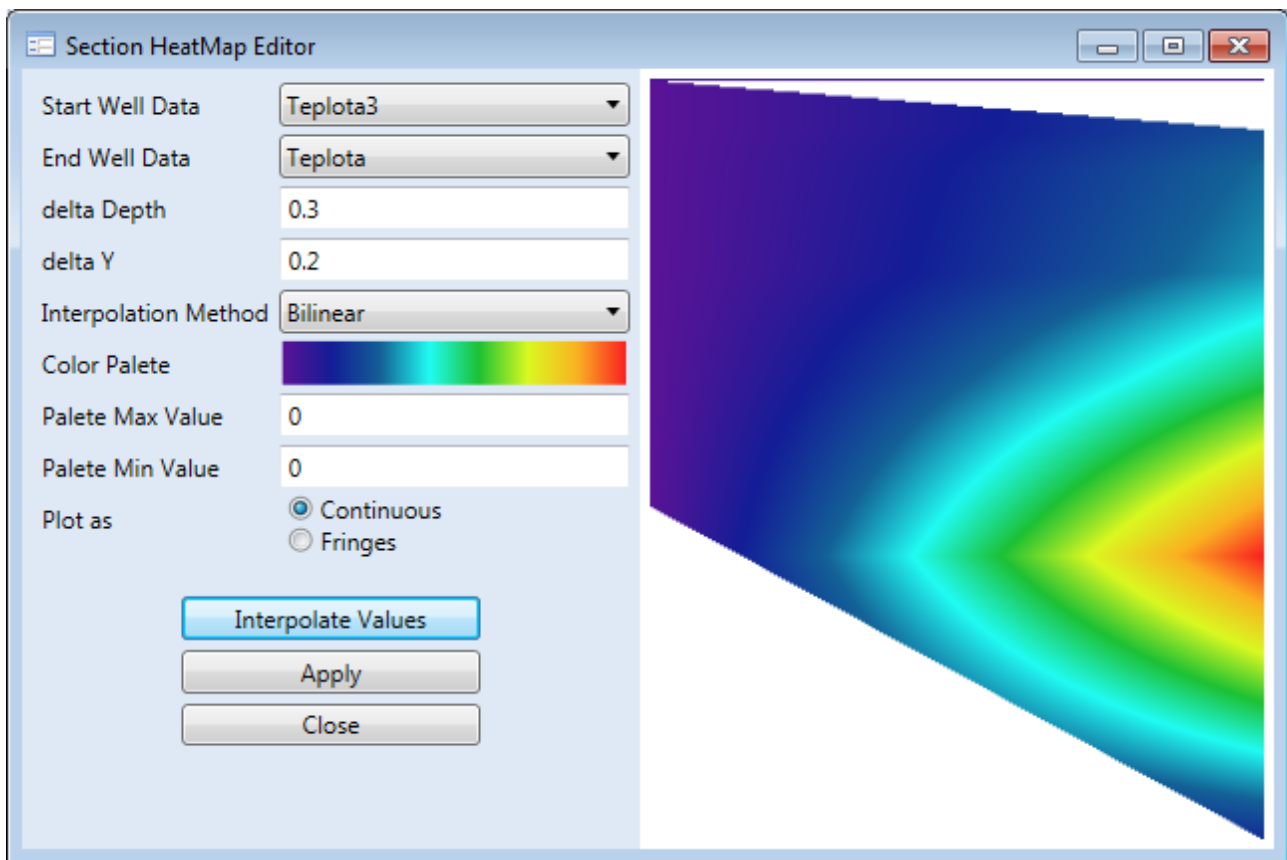 Section HeatMap Editor
Start Well Data Teplota3
End Well Data Teplota
delta Depth 0.3
delta Y 0.2
Interpolation Method Bilinear
Color Palete
Palete Max Value 0
Palete Min Value 0
Plot as Continuous
Fringes
Interpolate Values
Apply
Close